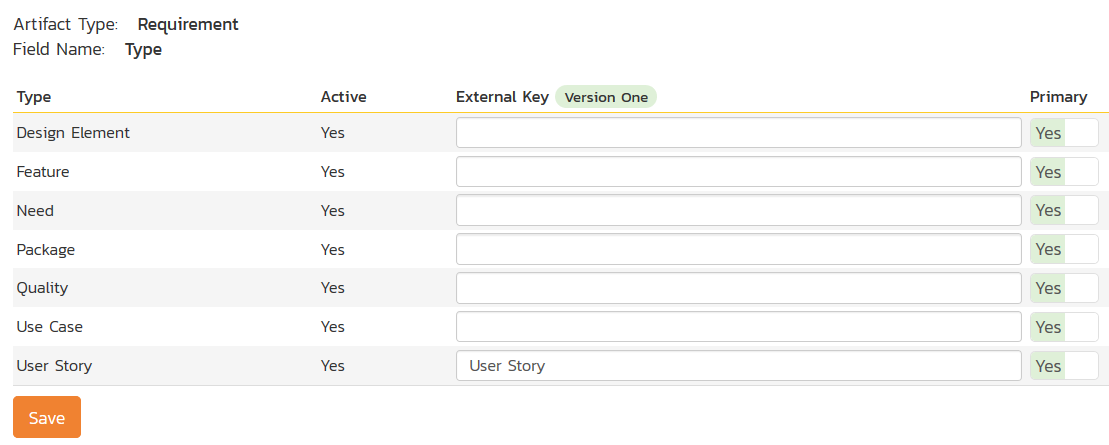 Artifact Type: Requirement
Field Name: Type
Type Active External Key Version One Primary
Design Element Yes Yes
Feature Yes Yes
Need Yes Yes
Package Yes Yes
Quality Yes Yes
Use Case Yes Yes
User Story Yes User Story Yes
Save